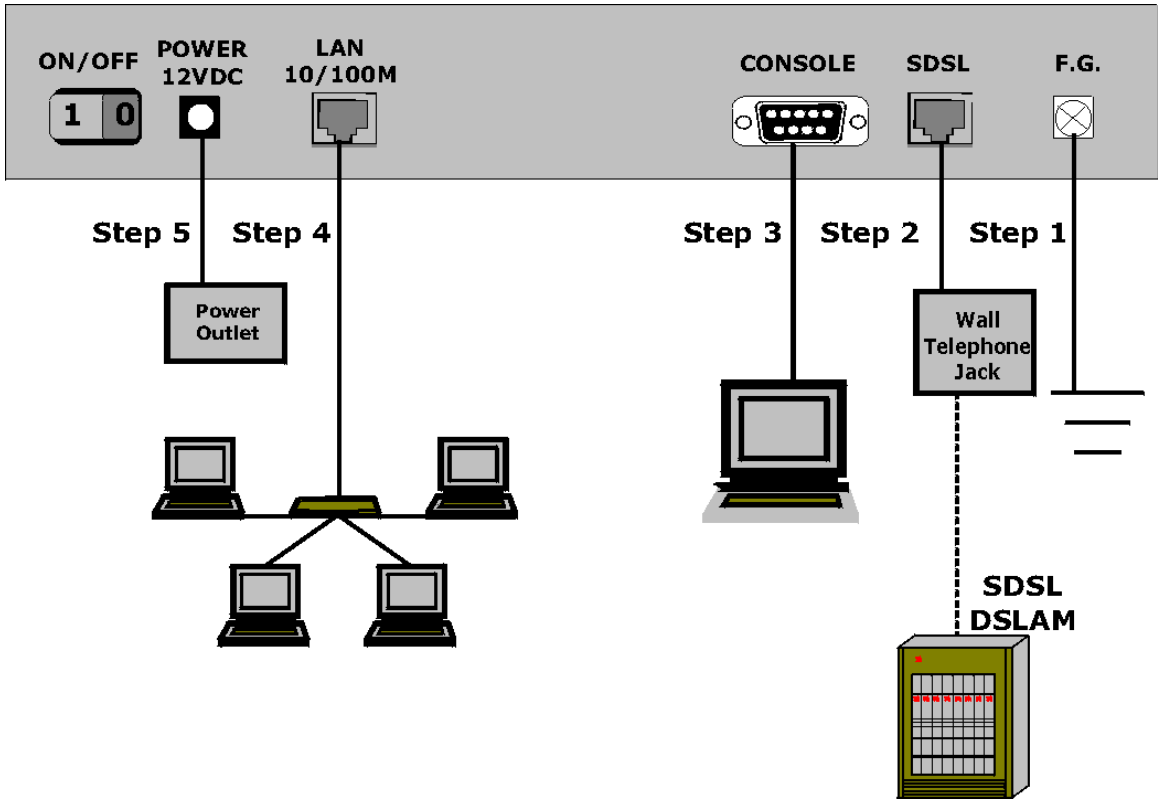 ON/OFF
POWER
12VDC
LAN
10/100M
CONSOLE
SDSL
F.G.
1 0
Step 5
Step 4
Step 3
Step 2
Step 1
Power
Outlet
Wall
Telephone
Jack
SDSL
DSLAM